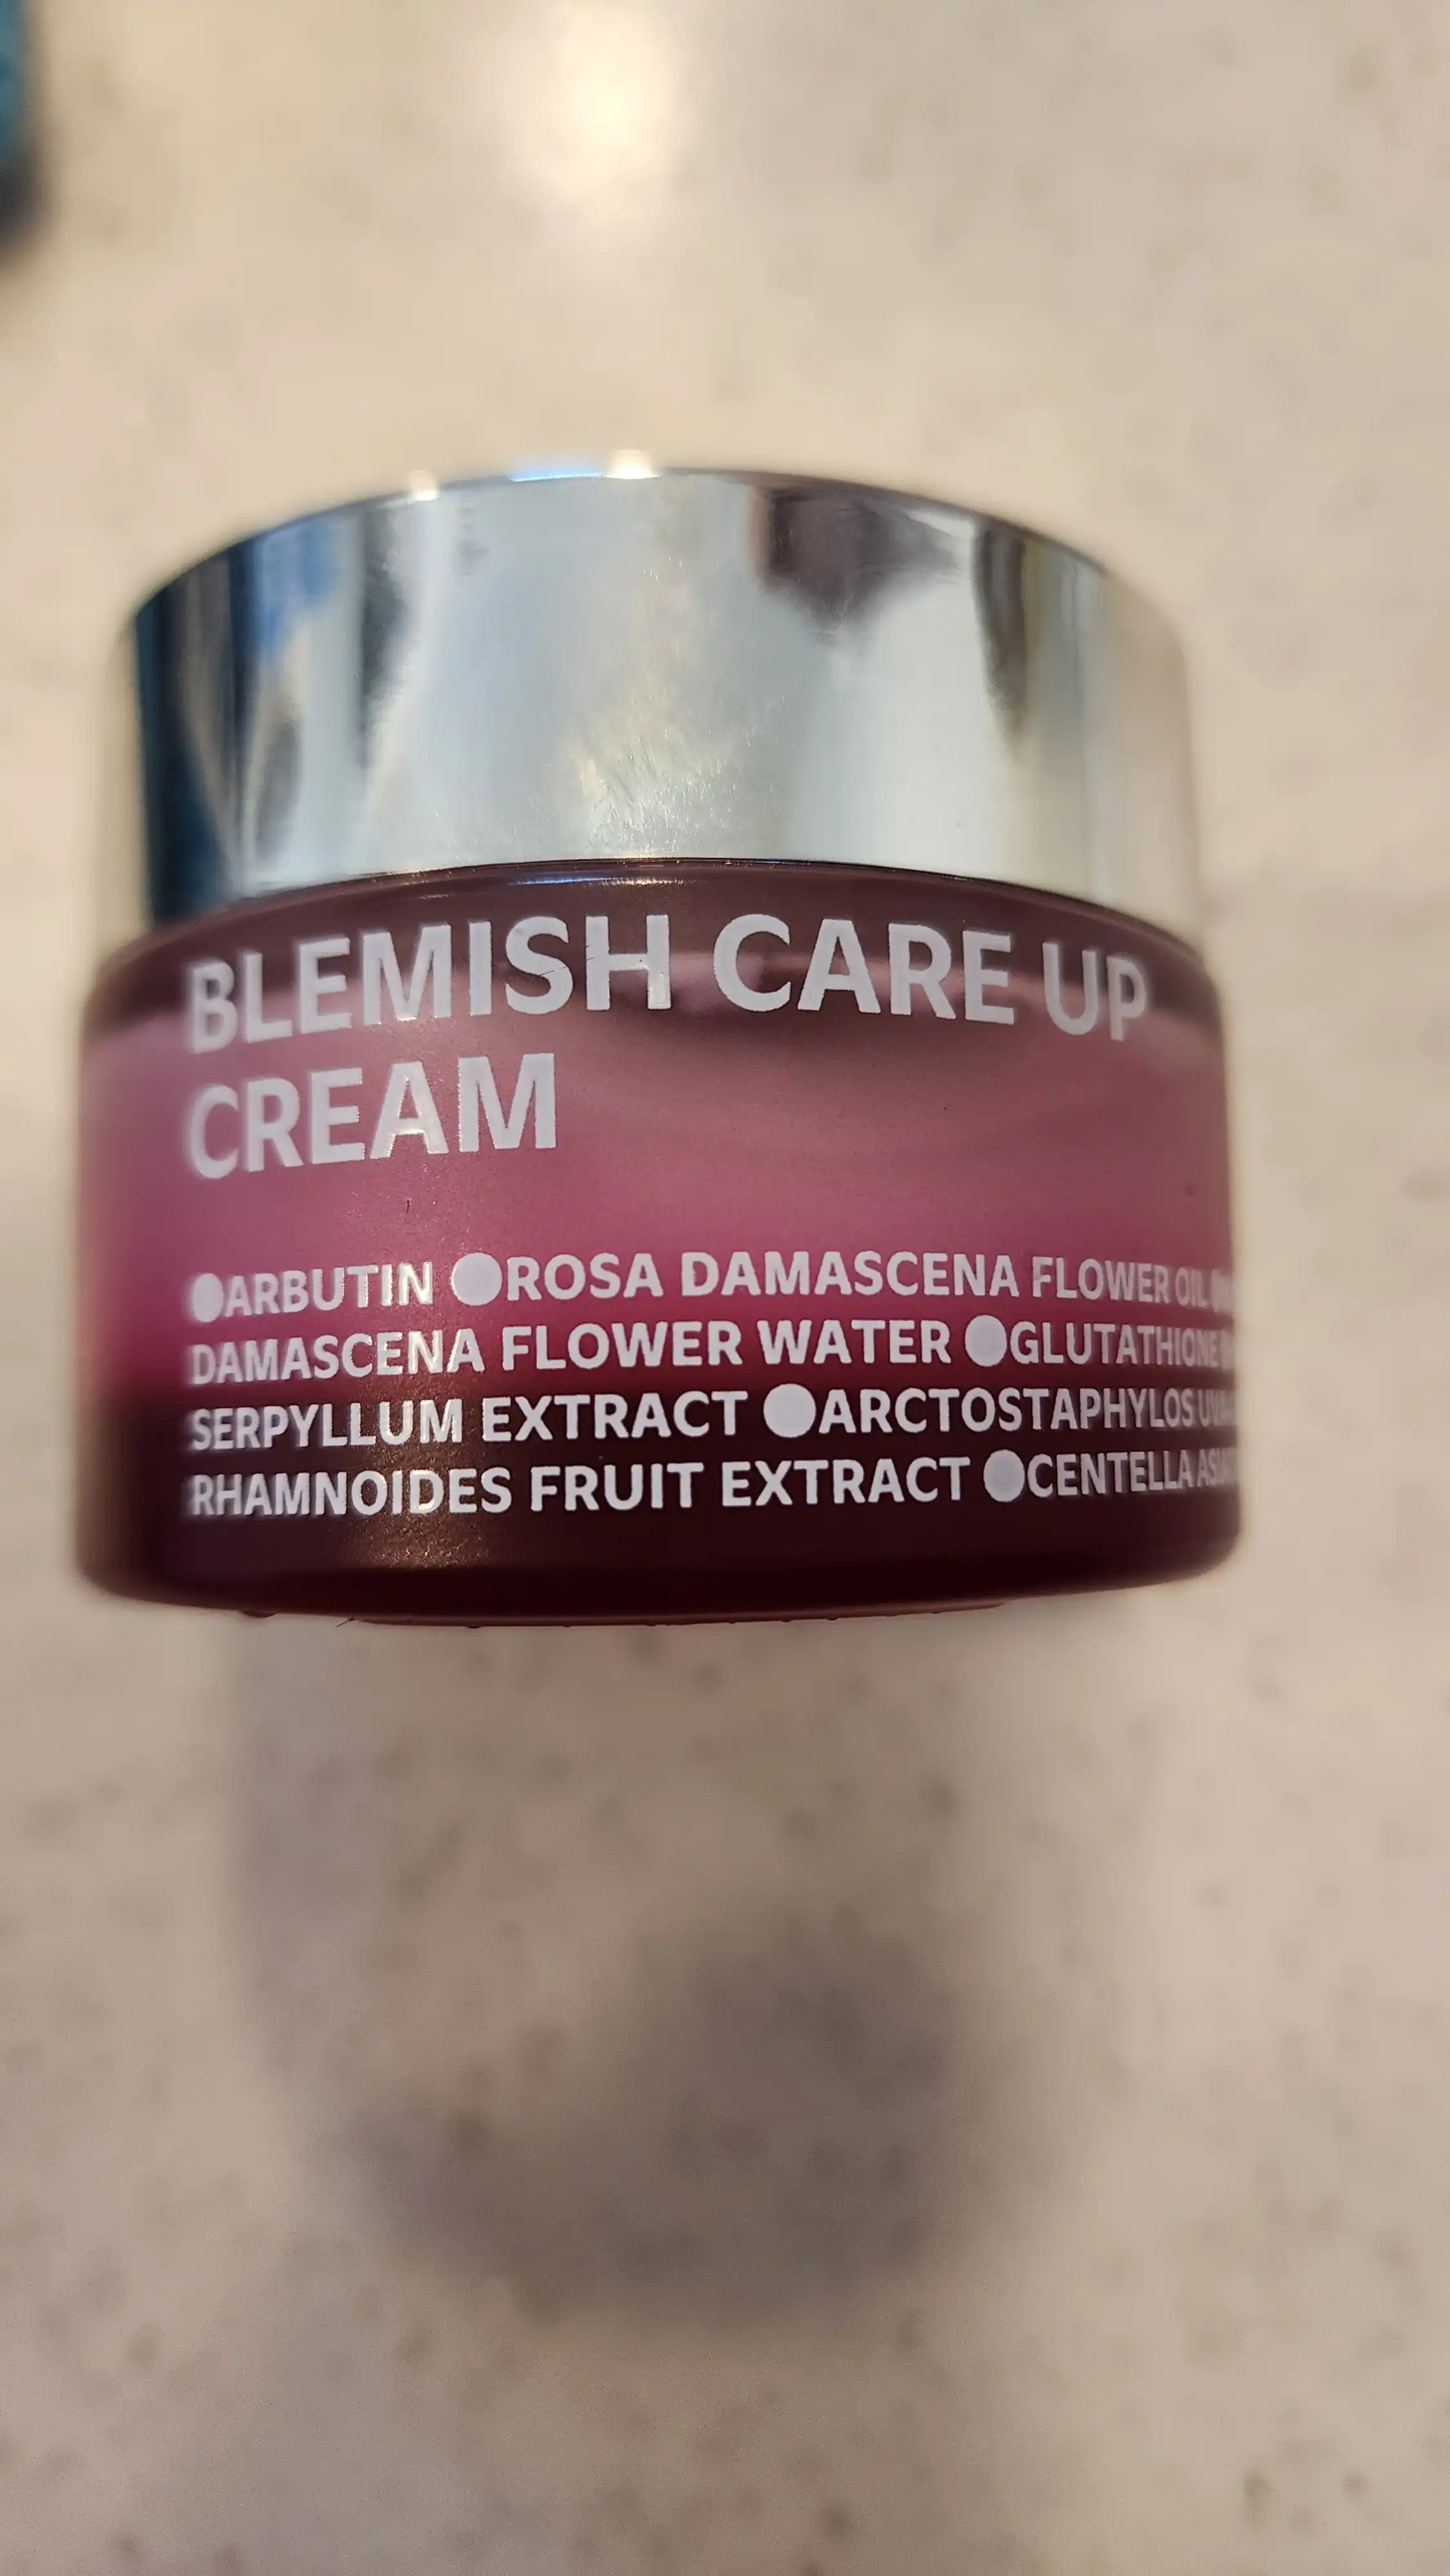 BLEMISH CARE UP
CREAM
●ARBUTIN ●ROSA DAMASCENA FLOWER OIL
DAMASCENA FLOWER WATER ●GLUTATHIONE
SERPYLLUM EXTRACT ●ARCTOSTAPHYLOS
RHAMNOIDES FRUIT EXTRACT ●CENTELLA